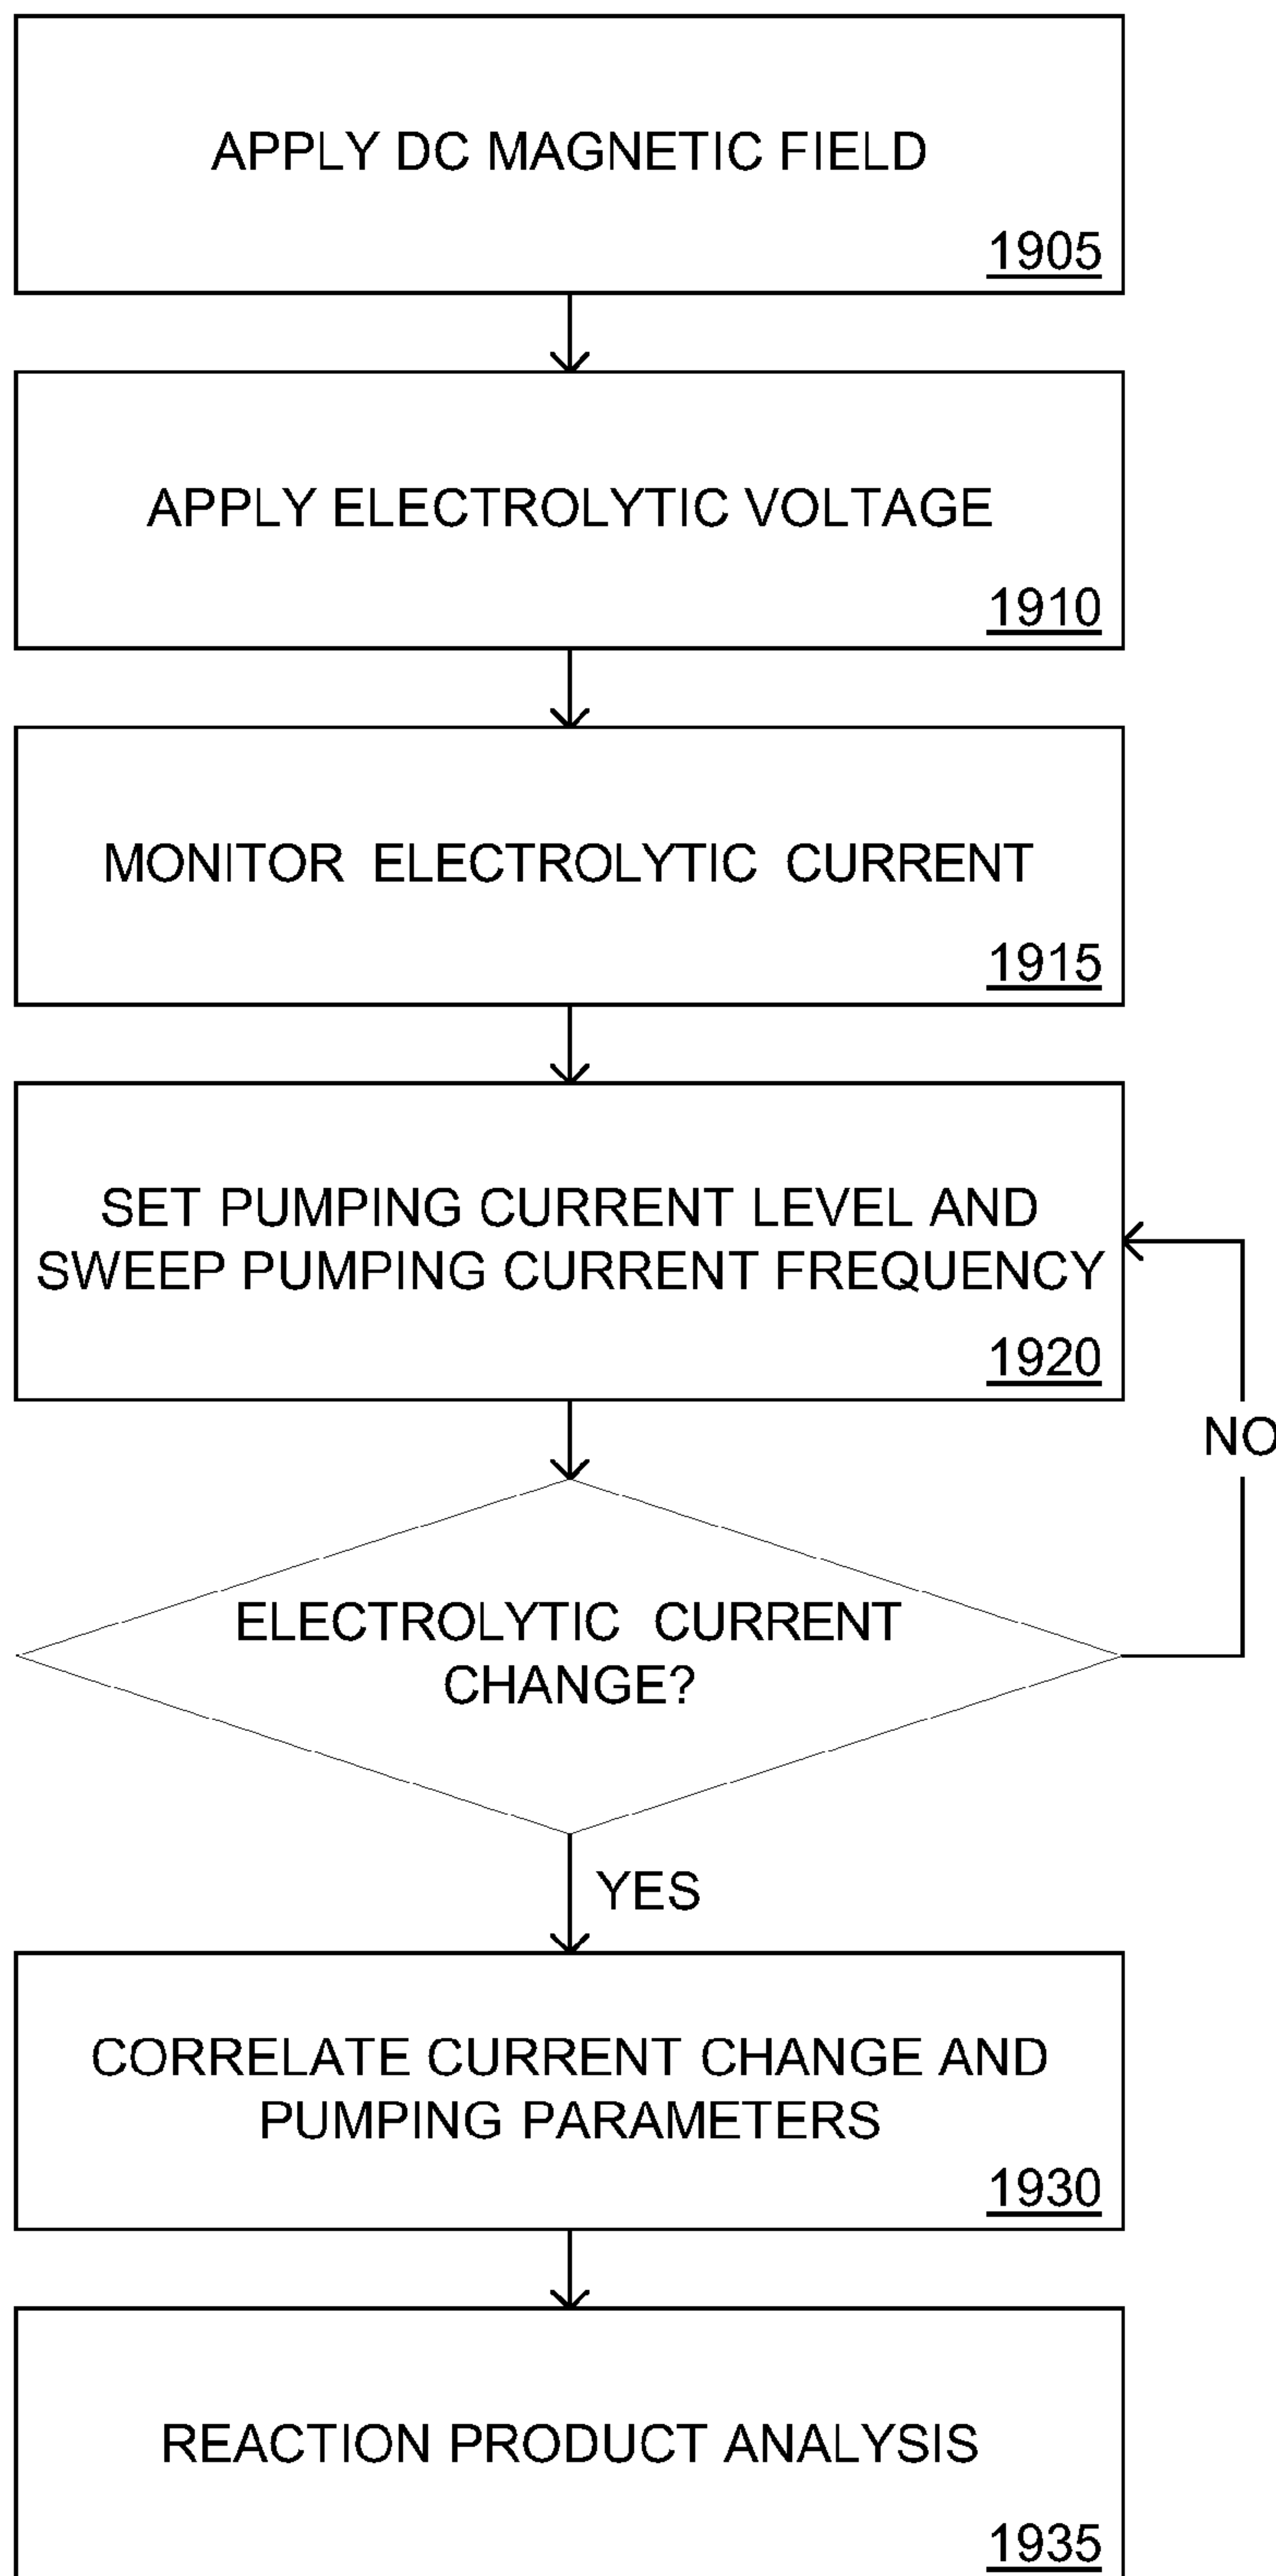 APPLY DC MAGNETIC FIELD
1905
APPLY ELECTROLYTIC VOLTAGE
1910
MONITOR ELECTROLYTIC CURRENT
1915
SET PUMPING CURRENT LEVEL AND
SWEEP PUMPING CURRENT FREQUENCY
1920
NO
ELECTROLYTIC CURRENT
CHANGE?
YES
CORRELATE CURRENT CHANGE AND
PUMPING PARAMETERS
1930
REACTION PRODUCT ANALYSIS
1935